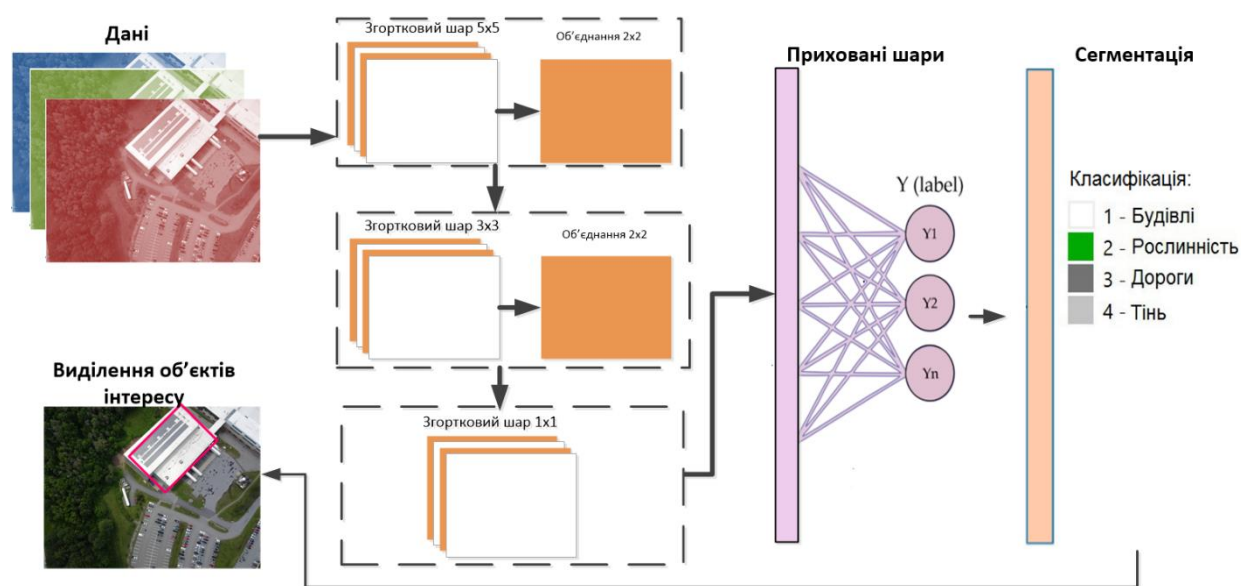 Дані
Згортковий шар 5x5
Об’єднання 2x2
Згортковий шар 3x3
Об’єднання 2x2
Згортковий шар 1x1
Приховані шари
Y (label)
Y1
Y2
Yn
Сегментація
Класифікація:
1 - Будівлі
2 - Рослинність
3 - Дороги
4 - Тінь
Виділення об’єктів
інтересу